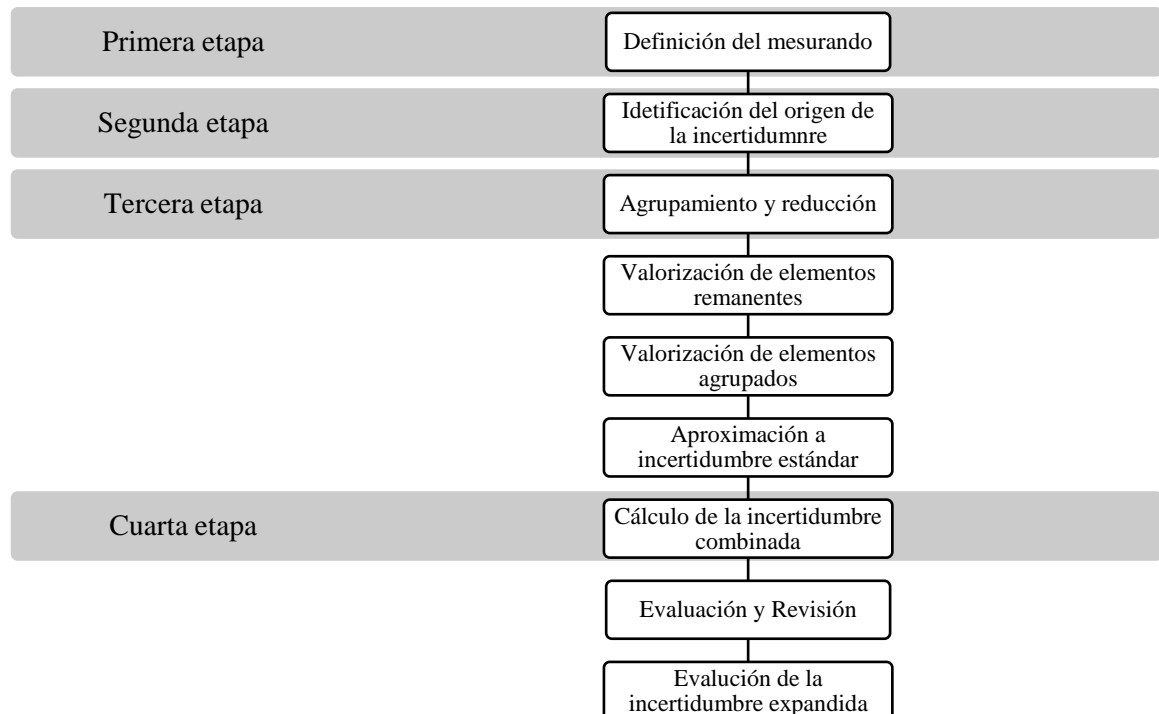 Primera etapa
Definición del mesurando
Segunda etapa
Idetificación del origen de
la incertidumnre
Tercera etapa
Agrupamiento y reducción
Valorización de elementos
remanentes
Valorización de elementos
agrupados
Aproximación a
incertidumbre estándar
Cuarta etapa
Cálculo de la incertidumbre
combinada
Evaluación y Revisión
Evalución de la
incertidumbre expandida